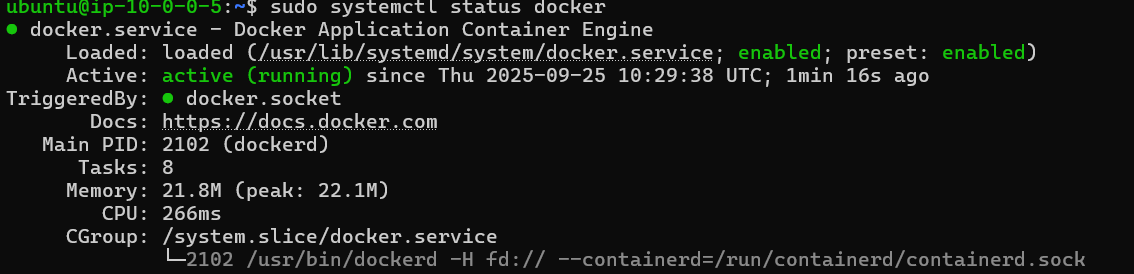 ubuntu@ip-10-0-0-5:~$ sudo systemctl status docker
● docker.service - Docker Application Container Engine
     Loaded: loaded (/usr/lib/systemd/system/docker.service; enabled; preset: enabled)
     Active: active (running) since Thu 2025-09-25 10:29:38 UTC; 1min 16s ago
TriggeredBy: ● docker.socket
       Docs: https://docs.docker.com
   Main PID: 2102 (dockerd)
      Tasks: 8
     Memory: 21.8M (peak: 22.1M)
        CPU: 266ms
     CGroup: /system.slice/docker.service
             └─2102 /usr/bin/dockerd -H fd:// --containerd=/run/containerd/containerd.sock